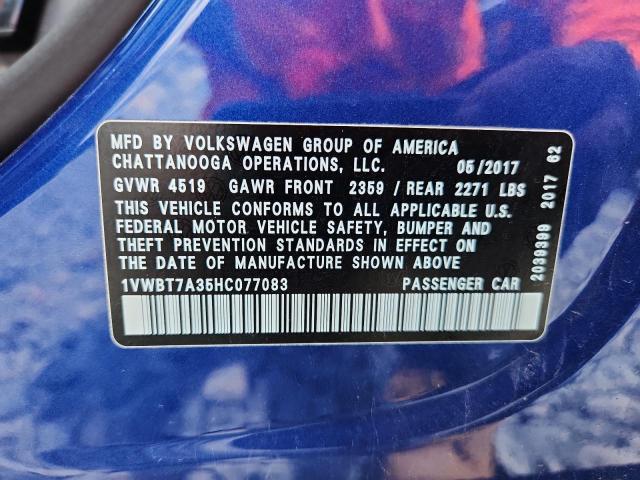 MFD BY VOLKSWAGEN GROUP OF AMERICA
CHATTANOOGA OPERATIONS, LLC. 05/2017
GVWR 4519 GAWR FRONT 2359 / REAR 2271 LBS
THIS VEHICLE CONFORMS TO ALL APPLICABLE U.S.
FEDERAL MOTOR VEHICLE SAFETY, BUMPER AND
THEFT PREVENTION STANDARDS IN EFFECT ON
THE DATE OF MANUFACTURE SHOWN ABOVE
1VWBT7A35HC077083 PASSENGER CAR
2039399 2017 62